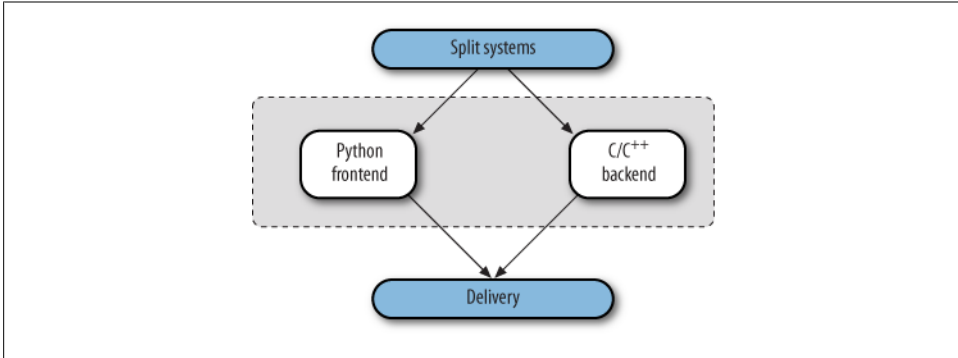 Split systems
Python
frontend
C/C++
backend
Delivery